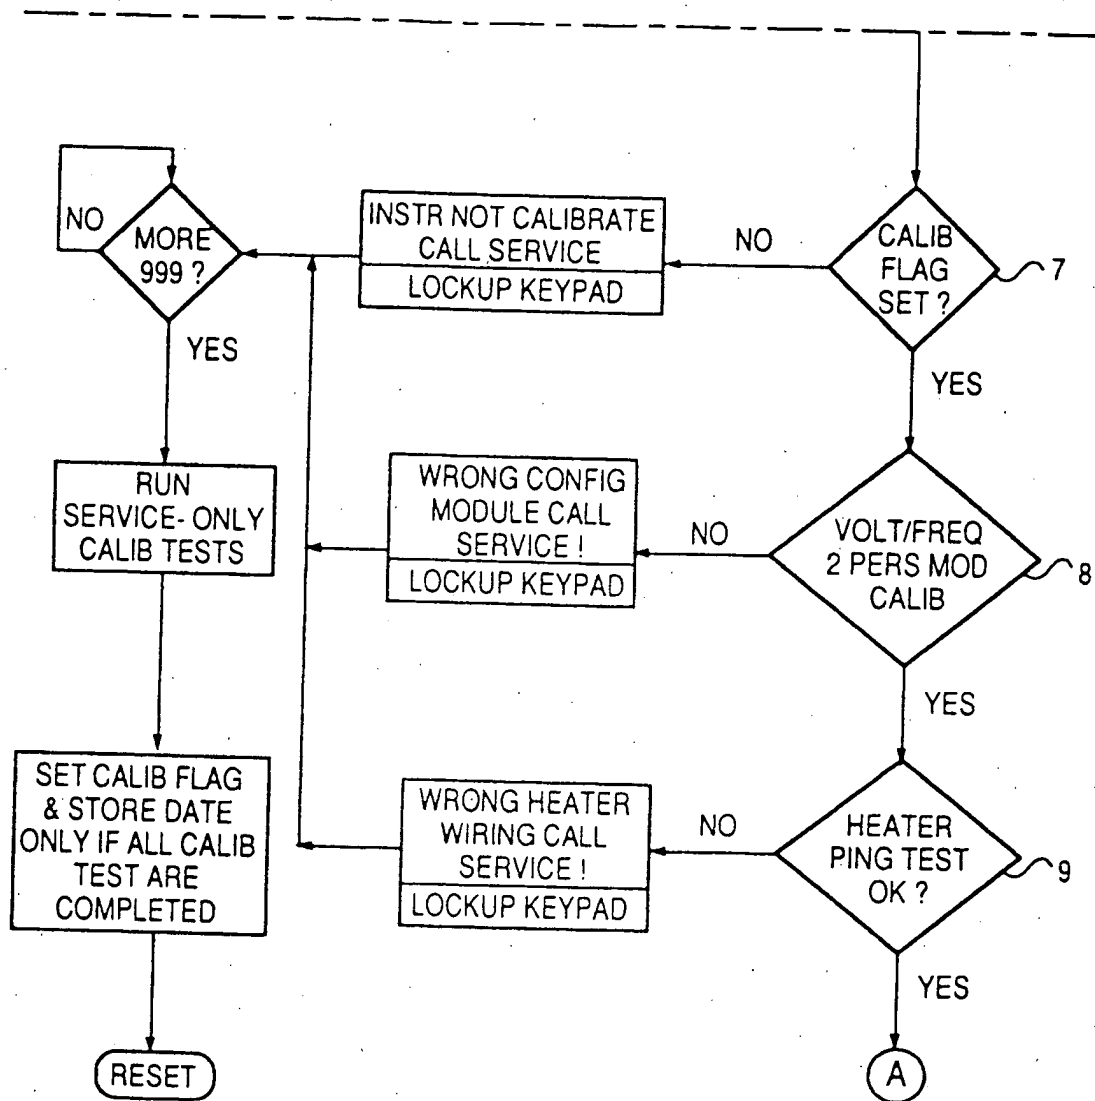 CALIB
FLAG
SET ?
7
NO
YES
INSTR NOT CALIBRATE
CALL SERVICE
LOCKUP KEYPAD
MORE
999 ?
NO
YES
VOLT/FREQ
2 PERS MOD
CALIB
8
NO
YES
WRONG CONFIG
MODULE CALL
SERVICE !
LOCKUP KEYPAD
RUN
SERVICE- ONLY
CALIB TESTS
HEATER
PING TEST
OK ?
9
NO
YES
WRONG HEATER
WIRING CALL
SERVICE !
LOCKUP KEYPAD
SET CALIB FLAG
& STORE DATE
ONLY IF ALL CALIB
TEST ARE
COMPLETED
RESET
A